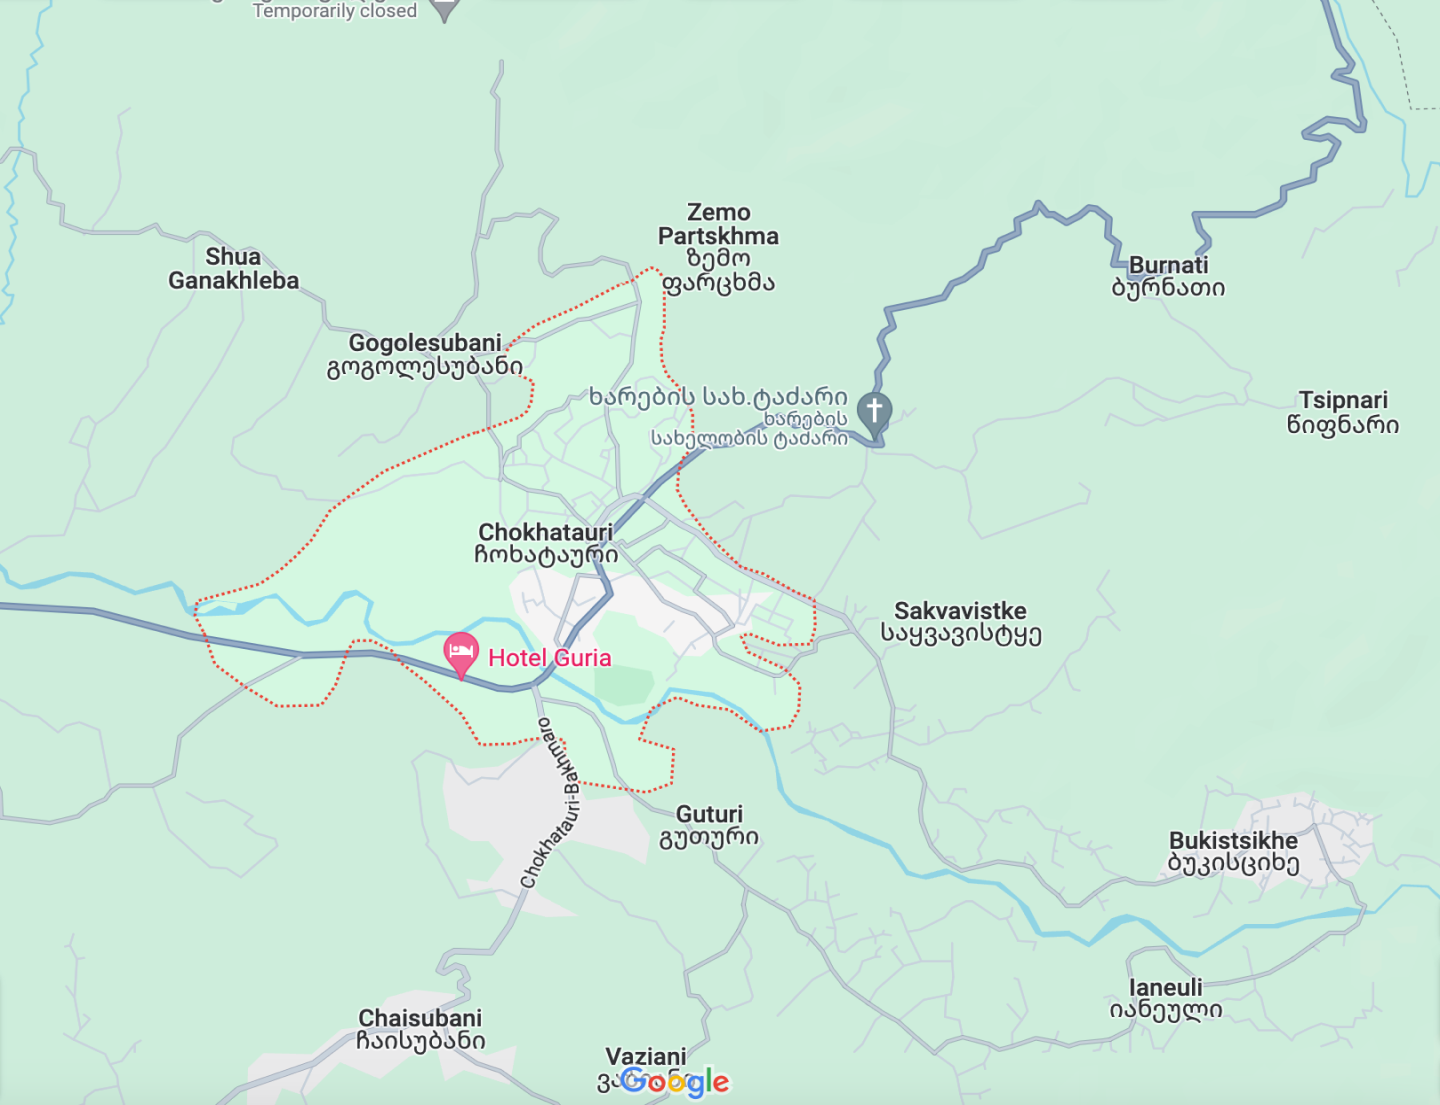 Temporarily closed
Zemo
Partskhma
ზემო
ფარცხმა
Shua
Ganakhleba
Burnati
ბურნათი
Gogolesubani
გოგოლესუბანი
ხარების სახ.ტაძარი
ხარების
სახელობის ტაძარი
Tsipnari
წიფნარი
Chokhatauri
ჩოხატაური
Sakvavistke
საყვავისტყე
Hotel Guria
Chokhatauri-Bakhmaro
Guturi
გუთური
Bukistsikhe
ბუკისციხე
Ianeuli
იანეული
Chaisubani
ჩაისუბანი
Vaziani
Google